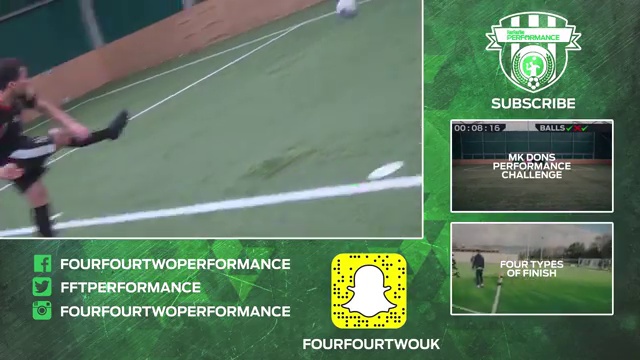 PERFORMANCE
SUBSCRIBE
00:08:16
BALLS
MK DONS
PERFORMANCE
CHALLENGE
FOUR TYPES
OF FINISH
FOURFOURTWOPERFORMANCE
FFTPERFORMANCE
FOURFOURTWOPERFORMANCE
FOURFOURTWOUK